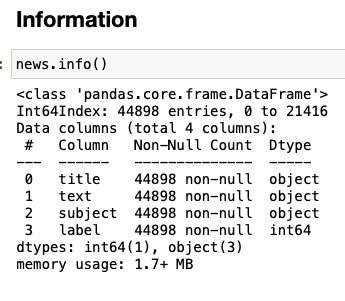 Information
: news.info()
<class 'pandas.core.frame.DataFrame'>
Int64Index: 44898 entries, 0 to 21416
Data columns (total 4 columns):
 #   Column   Non-Null Count  Dtype
---  ------   --------------  -----
 0   title    44898 non-null  object
 1   text     44898 non-null  object
 2   subject  44898 non-null  object
 3   label    44898 non-null  int64
dtypes: int64(1), object(3)
memory usage: 1.7+ MB